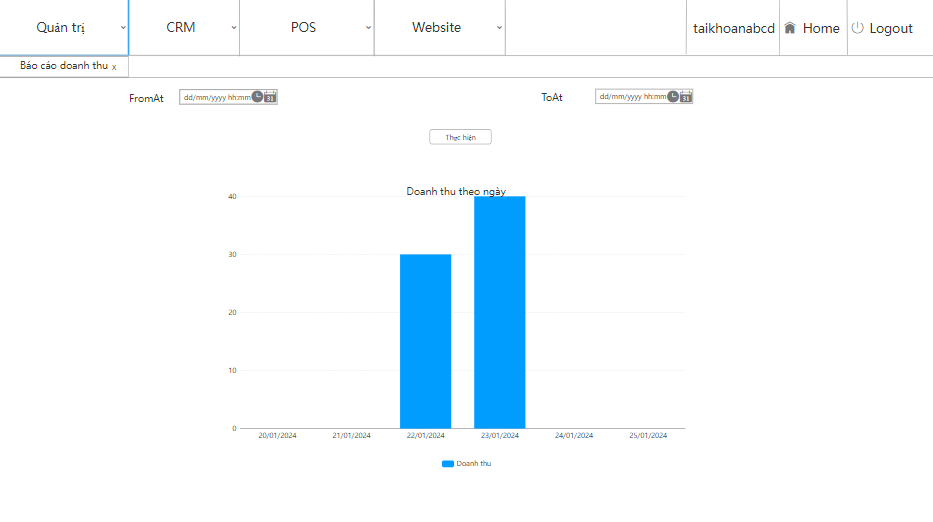 Quản trị CRM POS Website taikhoanabcd Home Logout
Báo cáo doanh thu x
FromAt dd/mm/yyyy hh:mm 31 ToAt dd/mm/yyyy hh:mm 31
Thực hiện
Doanh thu theo ngày
40
30
20
10
0
20/01/2024 21/01/2024 22/01/2024 23/01/2024 24/01/2024 25/01/2024
Doanh thu